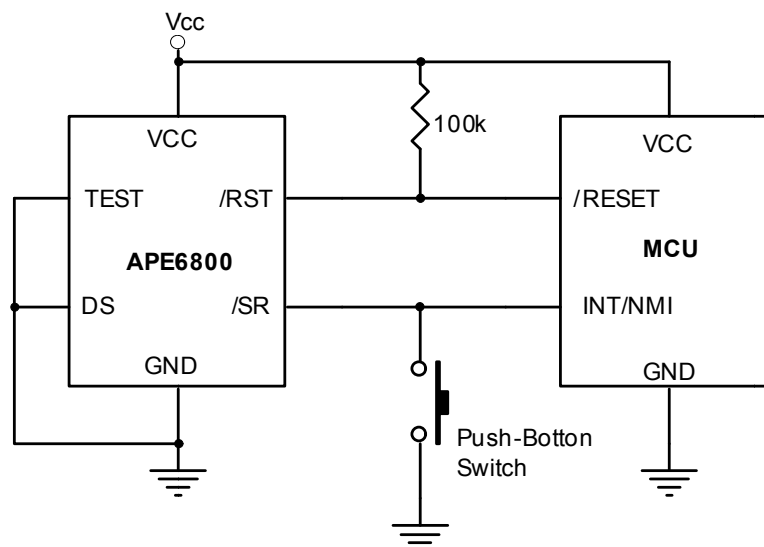 Vcc
100k
VCC
TEST
/RST
APE6800
DS
/SR
GND
VCC
/RESET
MCU
INT/NMI
GND
Push-Botton
Switch